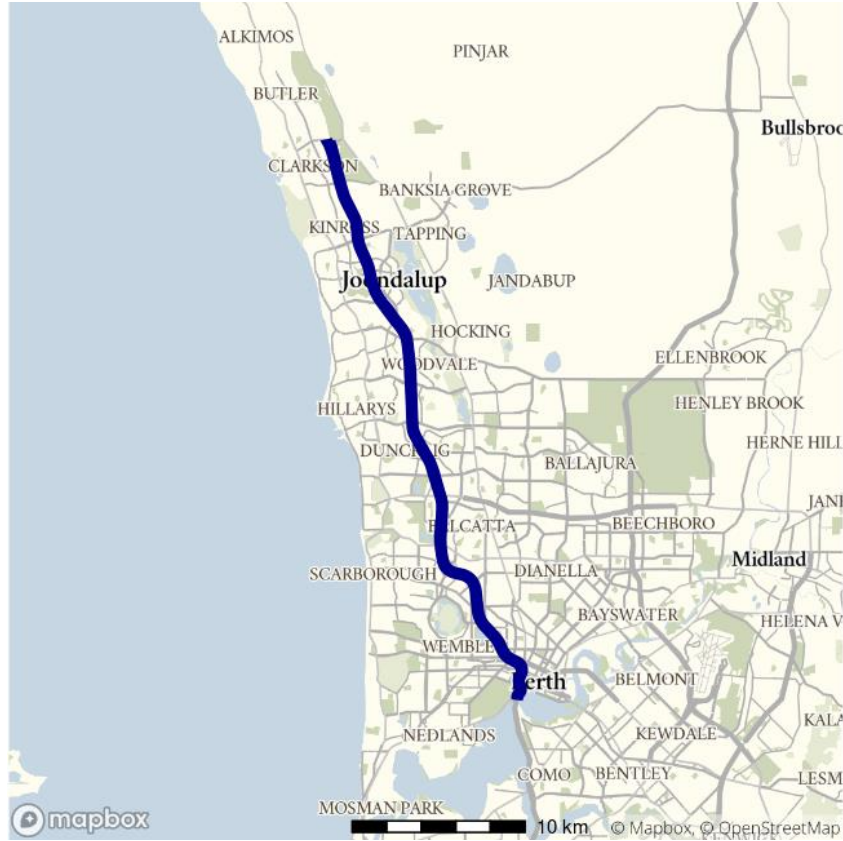 ALKIMOS
PINJAR
BUTLER
Bullsbroo
CLARKSON
BANKSIA GROVE
KINROSS
TAPPING
Joondalup
JANDABUP
HOCKING
ELLENBROOK
WOODVALE
HENLEY BROOK
HILLARYS
HERNE HILL
DUNCRAIG
BALLAJURA
JANE
BALCATTA
BEECHBORO
Midland
SCARBOROUGH
DIANELLA
BAYSWATER
HELENA V
WEMBLE
Perth
BELMONT
KALA
NEDLANDS
KEWDALE
COMO
BENTLEY
LESM
MOSMAN PARK
mapbox
10 km
© Mapbox, © OpenStreetMap